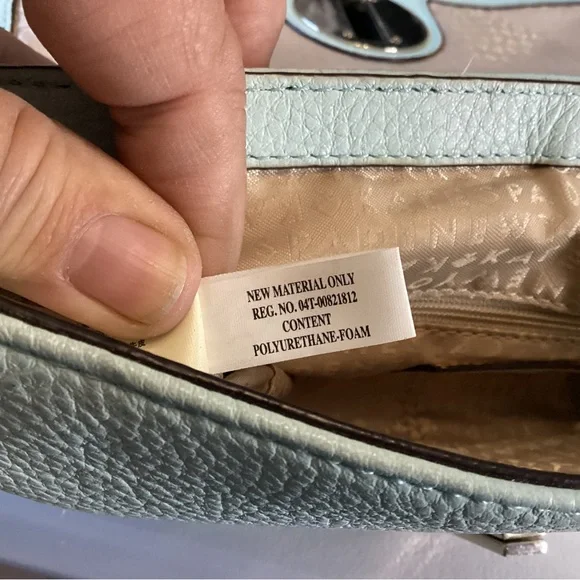 NEW MATERIAL ONLY
REG. NO. 04T-00821812
CONTENT
POLYURETHANE-FOAM